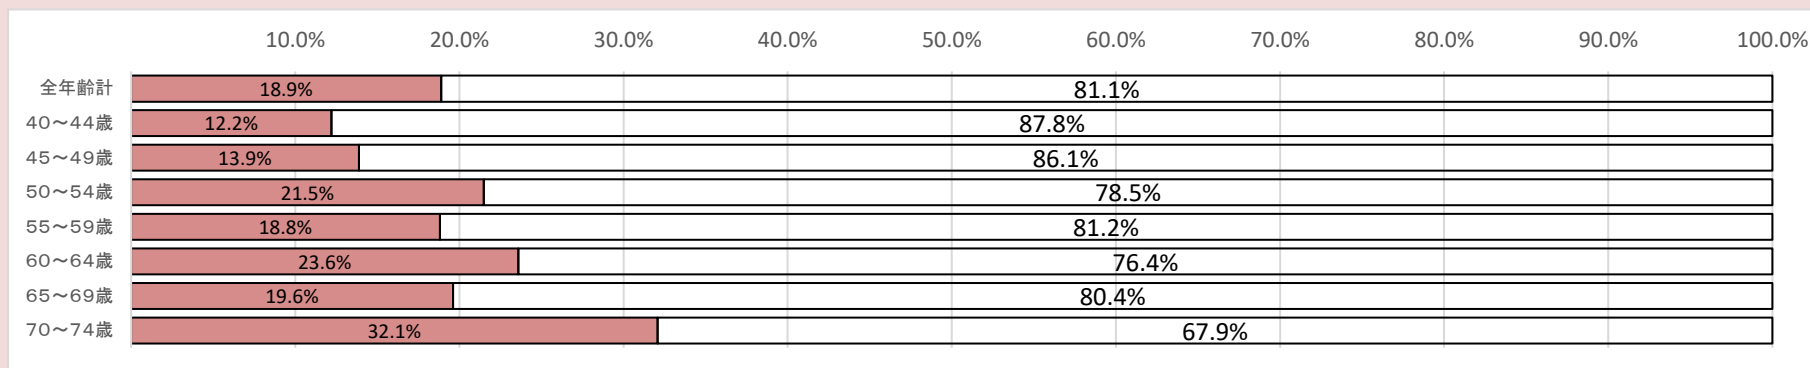 10.0% 20.0% 30.0% 40.0% 50.0% 60.0% 70.0% 80.0% 90.0% 100.0%
全年齢計 18.9% 81.1%
40～44歳 12.2% 87.8%
45～49歳 13.9% 86.1%
50～54歳 21.5% 78.5%
55～59歳 18.8% 81.2%
60～64歳 23.6% 76.4%
65～69歳 19.6% 80.4%
70～74歳 32.1% 67.9%